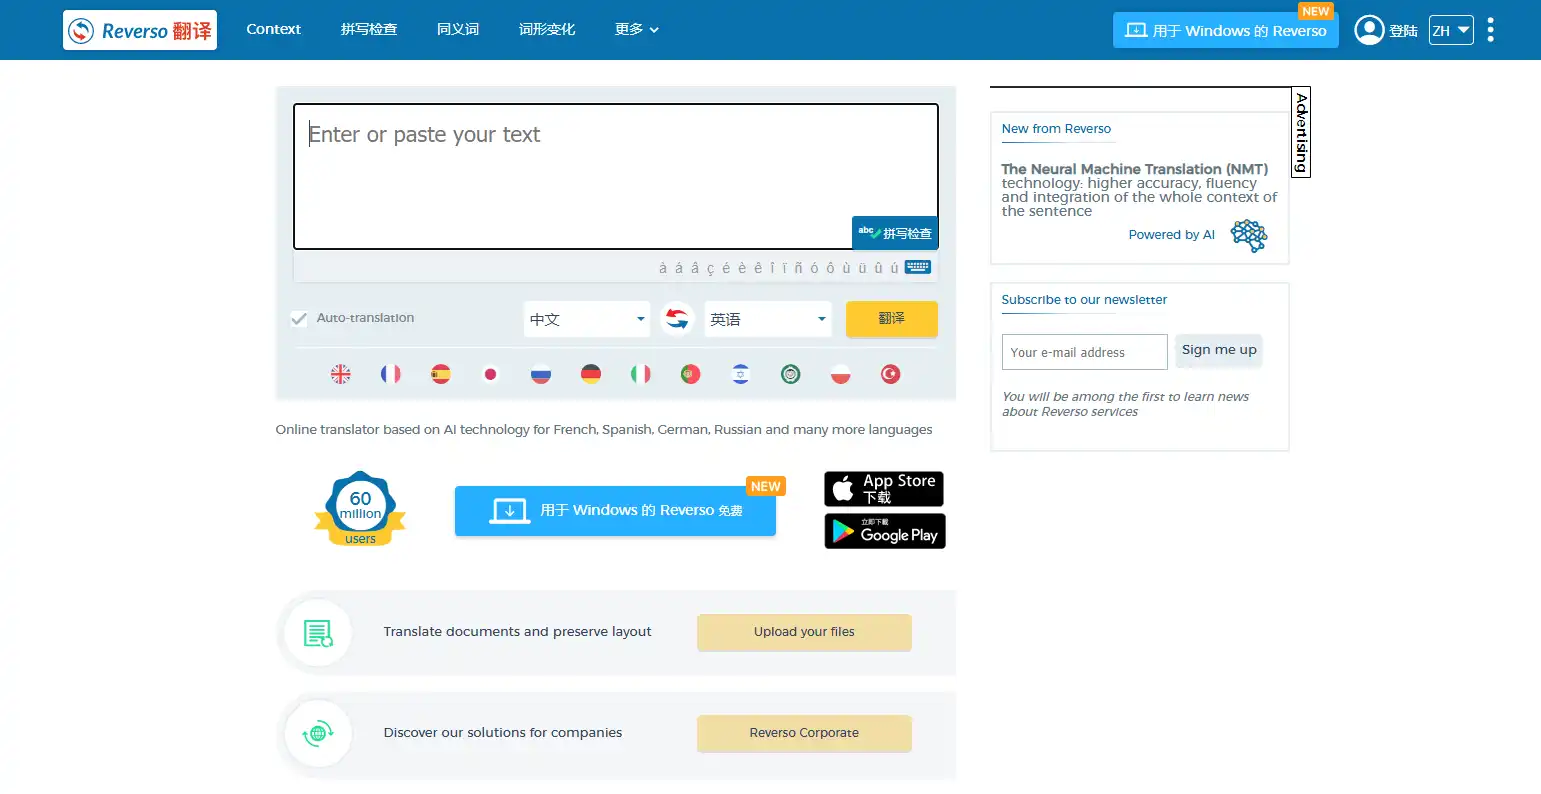 Reverso 翻译
Context
拼写检查
同义词
词形变化
更多
NEW
用于 Windows 的 Reverso
登陆
ZH
Enter or paste your text
abc 拼写检查
á à â ç é è ê î ï ñ ó ô ù ü û ú
Auto-translation
中文
英语
翻译
Online translator based on AI technology for French, Spanish, German, Russian and many more languages
60
million
users
NEW
用于 Windows 的 Reverso 免费
App Store
下载
立即下載
Google Play
Translate documents and preserve layout
Upload your files
Discover our solutions for companies
Reverso Corporate
Advertising
New from Reverso
The Neural Machine Translation (NMT)
technology: higher accuracy, fluency
and integration of the whole context of
the sentence
Powered by AI
Subscribe to our newsletter
Your e-mail address
Sign me up
You will be among the first to learn news
about Reverso services